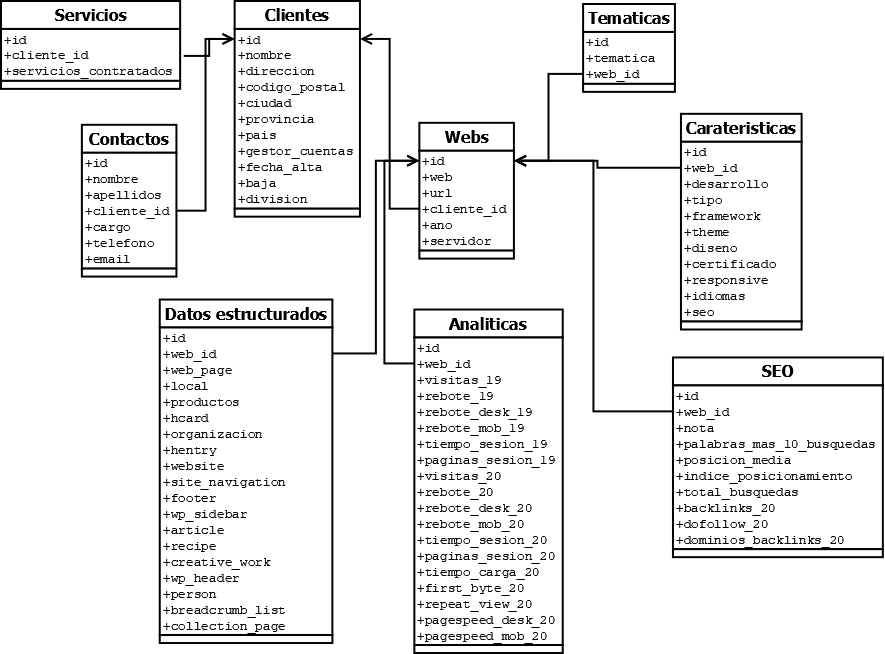 Servicios
+id
+cliente_id
+servicios_contratados
Clientes
+id
+nombre
+direccion
+codigo_postal
+ciudad
+provincia
+pais
+gestor_cuentas
+fecha_alta
+baja
+division
Tematicas
+id
+tematica
+web_id
Contactos
+id
+nombre
+apellidos
+cliente_id
+cargo
+telefono
+email
Webs
+id
+web
+url
+cliente_id
+ano
+servidor
Carateristicas
+id
+web_id
+desarrollo
+tipo
+framework
+theme
+diseno
+certificado
+responsive
+idiomas
+seo
Datos estructurados
+id
+web_id
+web_page
+local
+productos
+hcard
+organizacion
+hentry
+website
+site_navigation
+footer
+wp_sidebar
+article
+recipe
+creative_work
+wp_header
+person
+breadcrumb_list
+collection_page
Analiticas
+id
+web_id
+visitas_19
+rebote_19
+rebote_desk_19
+rebote_mob_19
+tiempo_sesion_19
+paginas_sesion_19
+visitas_20
+rebote_20
+rebote_desk_20
+rebote_mob_20
+tiempo_sesion_20
+paginas_sesion_20
+tiempo_carga_20
+first_byte_20
+repeat_view_20
+pagespeed_desk_20
+pagespeed_mob_20
SEO
+id
+web_id
+nota
+palabras_mas_10_busquedas
+posicion_media
+indice_posicionamiento
+total_busquedas
+backlinks_20
+dofollow_20
+dominios_backlinks_20